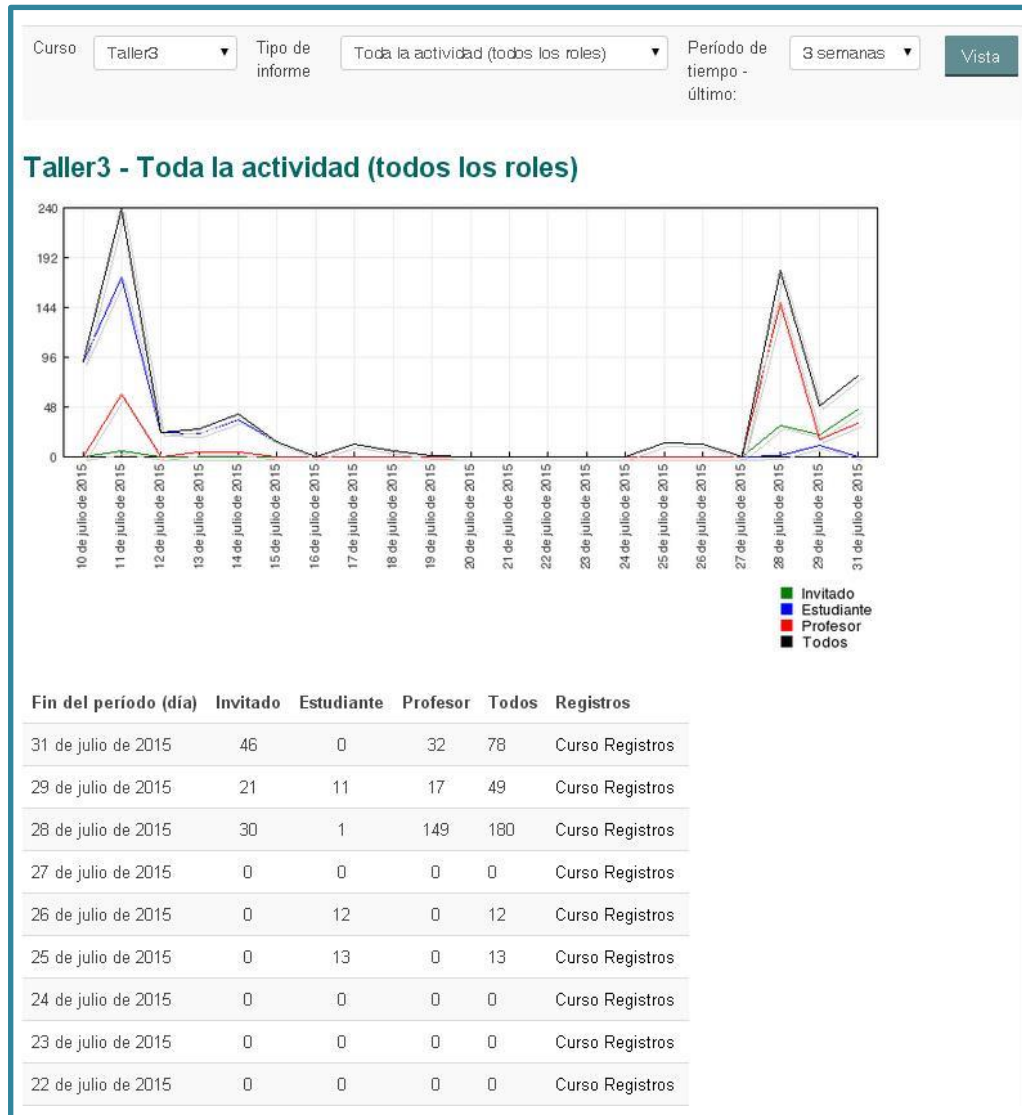 Curso Taller3 Tipo de informe Toda la actividad (todos los roles) Período de tiempo - último: 3 semanas Vista
Taller3 - Toda la actividad (todos los roles)
240
192
144
96
48
0
10 de julio de 2015
11 de julio de 2015
12 de julio de 2015
13 de julio de 2015
14 de julio de 2015
15 de julio de 2015
16 de julio de 2015
17 de julio de 2015
18 de julio de 2015
19 de julio de 2015
20 de julio de 2015
21 de julio de 2015
22 de julio de 2015
23 de julio de 2015
24 de julio de 2015
25 de julio de 2015
26 de julio de 2015
27 de julio de 2015
28 de julio de 2015
29 de julio de 2015
31 de julio de 2015
Invitado
Estudiante
Profesor
Todos
Fin del período (día) Invitado Estudiante Profesor Todos Registros
31 de julio de 2015 46 0 32 78 Curso Registros
29 de julio de 2015 21 11 17 49 Curso Registros
28 de julio de 2015 30 1 149 180 Curso Registros
27 de julio de 2015 0 0 0 0 Curso Registros
26 de julio de 2015 0 12 0 12 Curso Registros
25 de julio de 2015 0 13 0 13 Curso Registros
24 de julio de 2015 0 0 0 0 Curso Registros
23 de julio de 2015 0 0 0 0 Curso Registros
22 de julio de 2015 0 0 0 0 Curso Registros